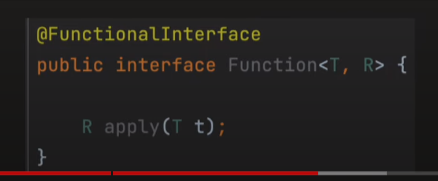 @FunctionalInterface
public interface Function<T, R> {
R apply(T t);
}